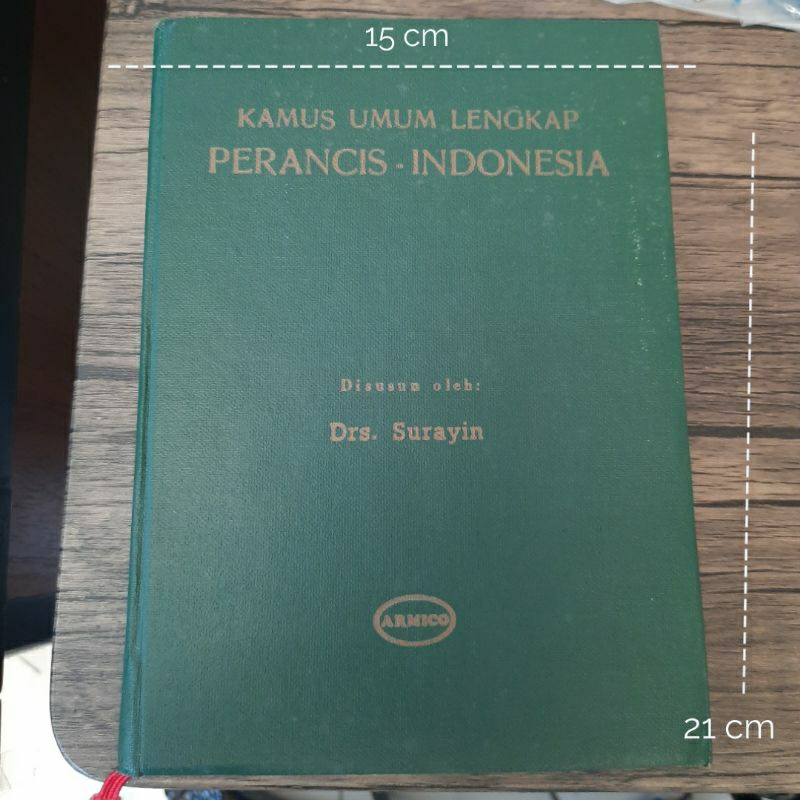 15 cm
KAMUS UMUM LENGKAP
PERANCIS - INDONESIA
Disusun oleh:
Drs. Surayin
ARMICO
21 cm